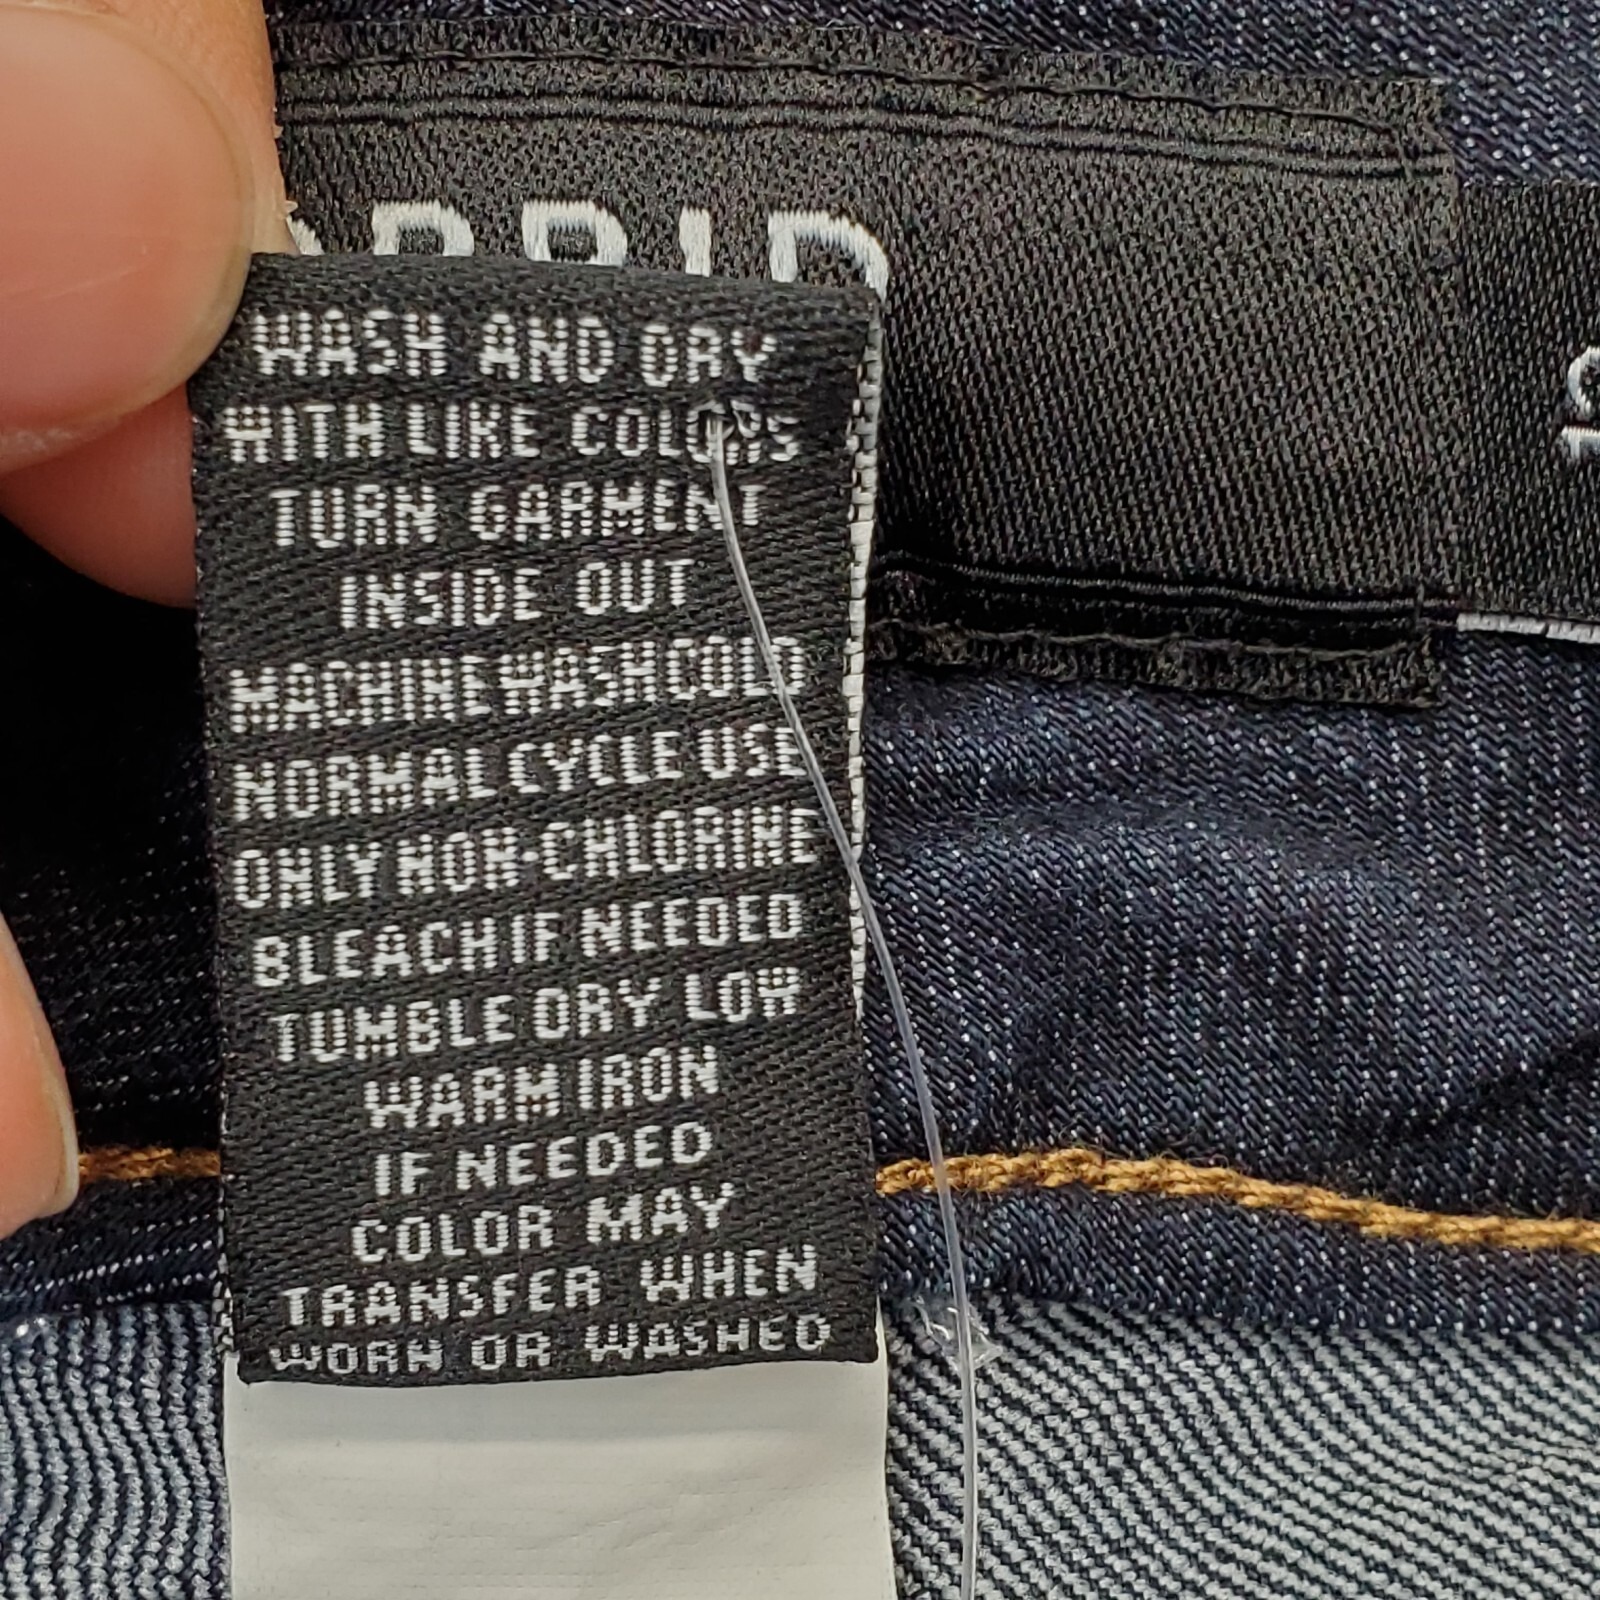 WASH AND DRY
WITH LIKE COLORS
TURN GARMENT
INSIDE OUT
MACHINE WASH COLD
NORMAL CYCLE USE
ONLY NON-CHLORINE
BLEACH IF NEEDED
TUMBLE DRY LOW
WARM IRON
IF NEEDED
COLOR MAY
TRANSFER WHEN
WORN OR WASHED